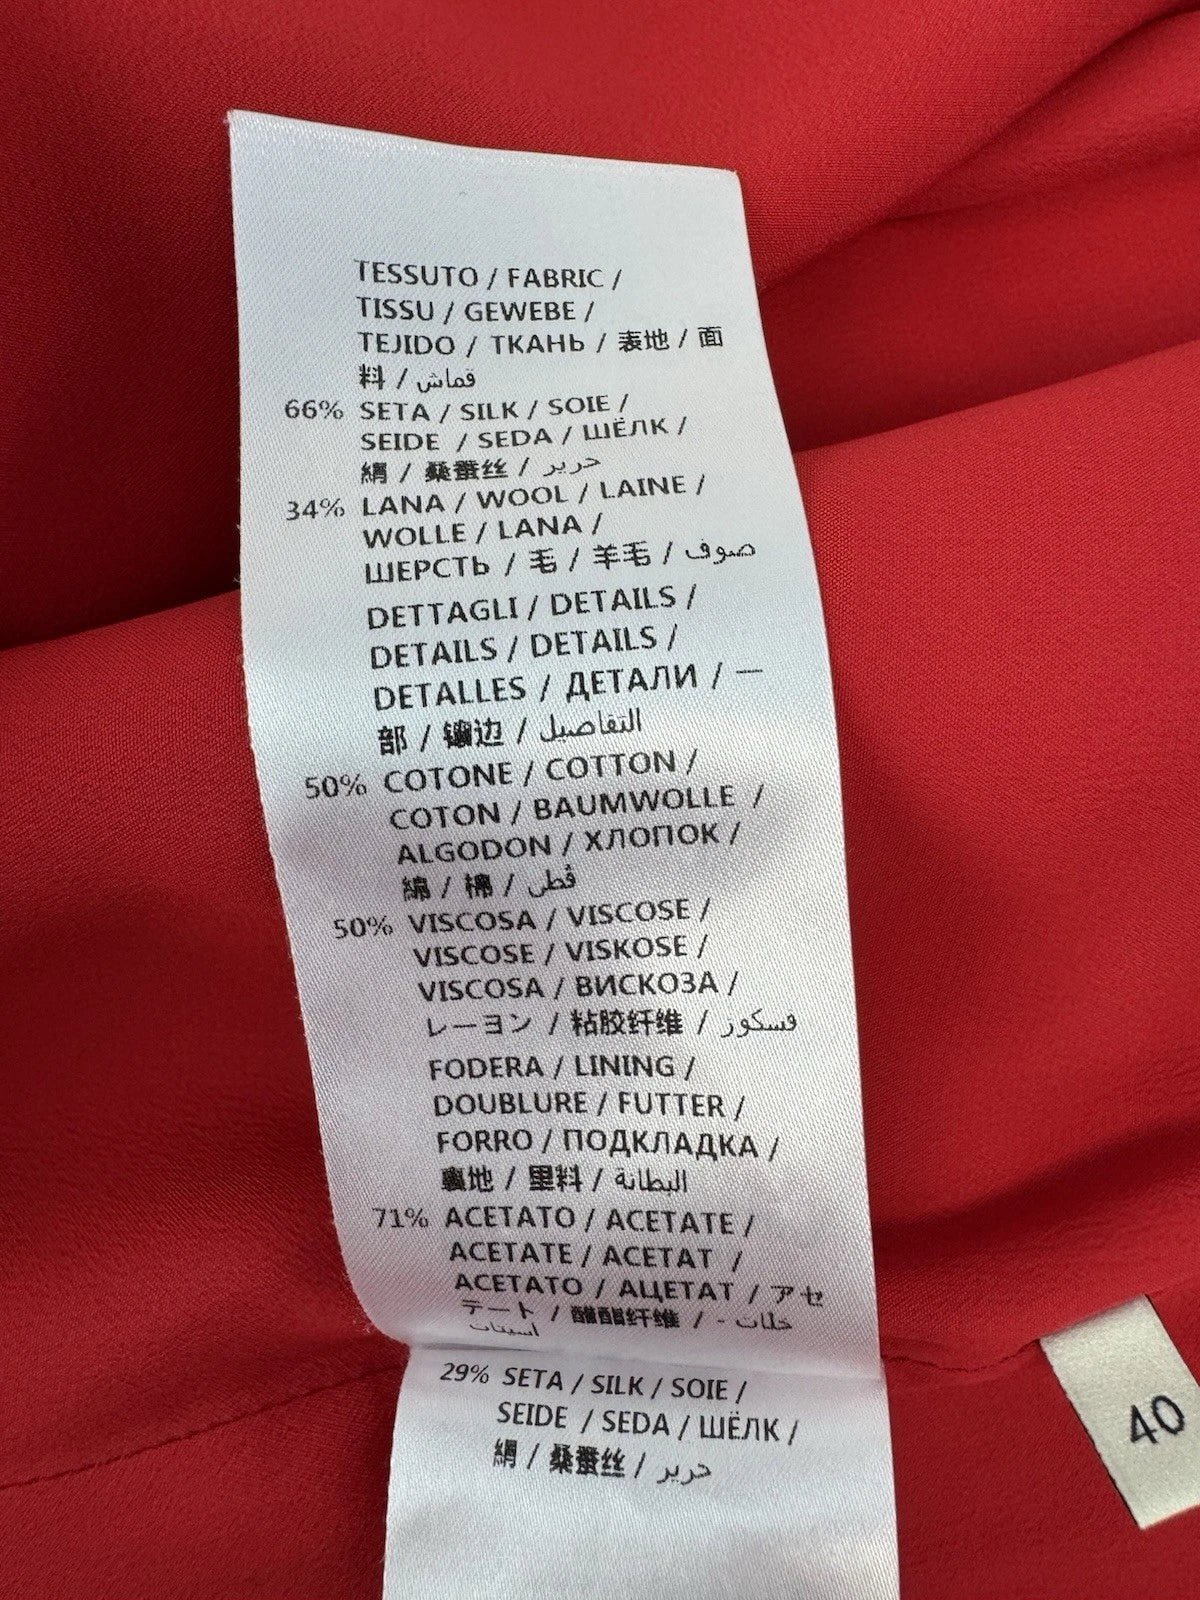 TESSUTO / FABRIC /
TISSU / GEWEBE /
TEJIDO / ТКАНЬ / 表地 / 面
料 / قماش
66% SETA / SILK / SOIE /
SEIDE / SEDA / ШЁЛК /
絹 / 桑蚕丝 / حرير
34% LANA / WOOL / LAINE /
WOLLE / LANA /
ШЕРСТЬ / 毛 / 羊毛 / صوف
DETTAGLI / DETAILS /
DETAILS / DETAILS /
DETALLES / ДЕТАЛИ / 一
部 / 镶边 / التفاصيل
50% COTONE / COTTON /
COTON / BAUMWOLLE /
ALGODON / ХЛОПОК /
綿 / 棉 / قطن
50% VISCOSA / VISCOSE /
VISCOSE / VISKOSE /
VISCOSA / ВИСКОЗА /
レーヨン / 粘胶纤维 / فسكوز
FODERA / LINING /
DOUBLURE / FUTTER /
FORRO / ПОДКЛАДКА /
裏地 / 里料 / البطانة
71% ACETATO / ACETATE /
ACETATE / ACETAT /
ACETATO / АЦЕТАТ / アセ
テート / 醋酯纤维 / - خلات
أسيتات
29% SETA / SILK / SOIE /
SEIDE / SEDA / ШЁЛК /
絹 / 桑蚕丝 / حرير
40